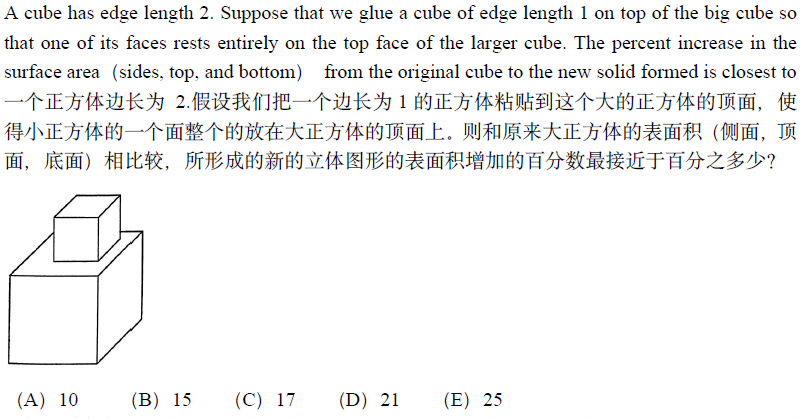 A cube has edge length 2. Suppose that we glue a cube of edge length 1 on top of the big cube so
that one of its faces rests entirely on the top face of the larger cube. The percent increase in the
surface area（sides, top, and bottom） from the original cube to the new solid formed is closest to
一个正方体边长为 2.假设我们把一个边长为 1 的正方体粘贴到这个大的正方体的顶面，使
得小正方体的一个面整个的放在大正方体的顶面上。则和原来大正方体的表面积（侧面，顶
面，底面）相比较，所形成的新的立体图形的表面积增加的百分数最接近于百分之多少？
（A）10 （B）15 （C）17 （D）21 （E）25